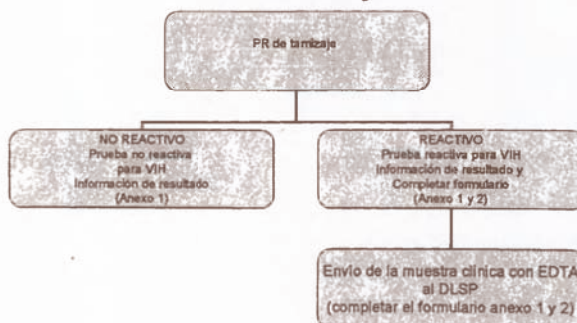 PR de tamizaje
NO REACTIVO
Prueba no reactiva
para VIH
Información de resultado
(Anexo 1)
REACTIVO
Prueba reactiva para VIH
Información de resultado y
Completar formulario
(Anexo 1 y 2)
Envío de la muestra clínica con EDTA
al DLSP
(completar el formulario anexo 1 y 2)